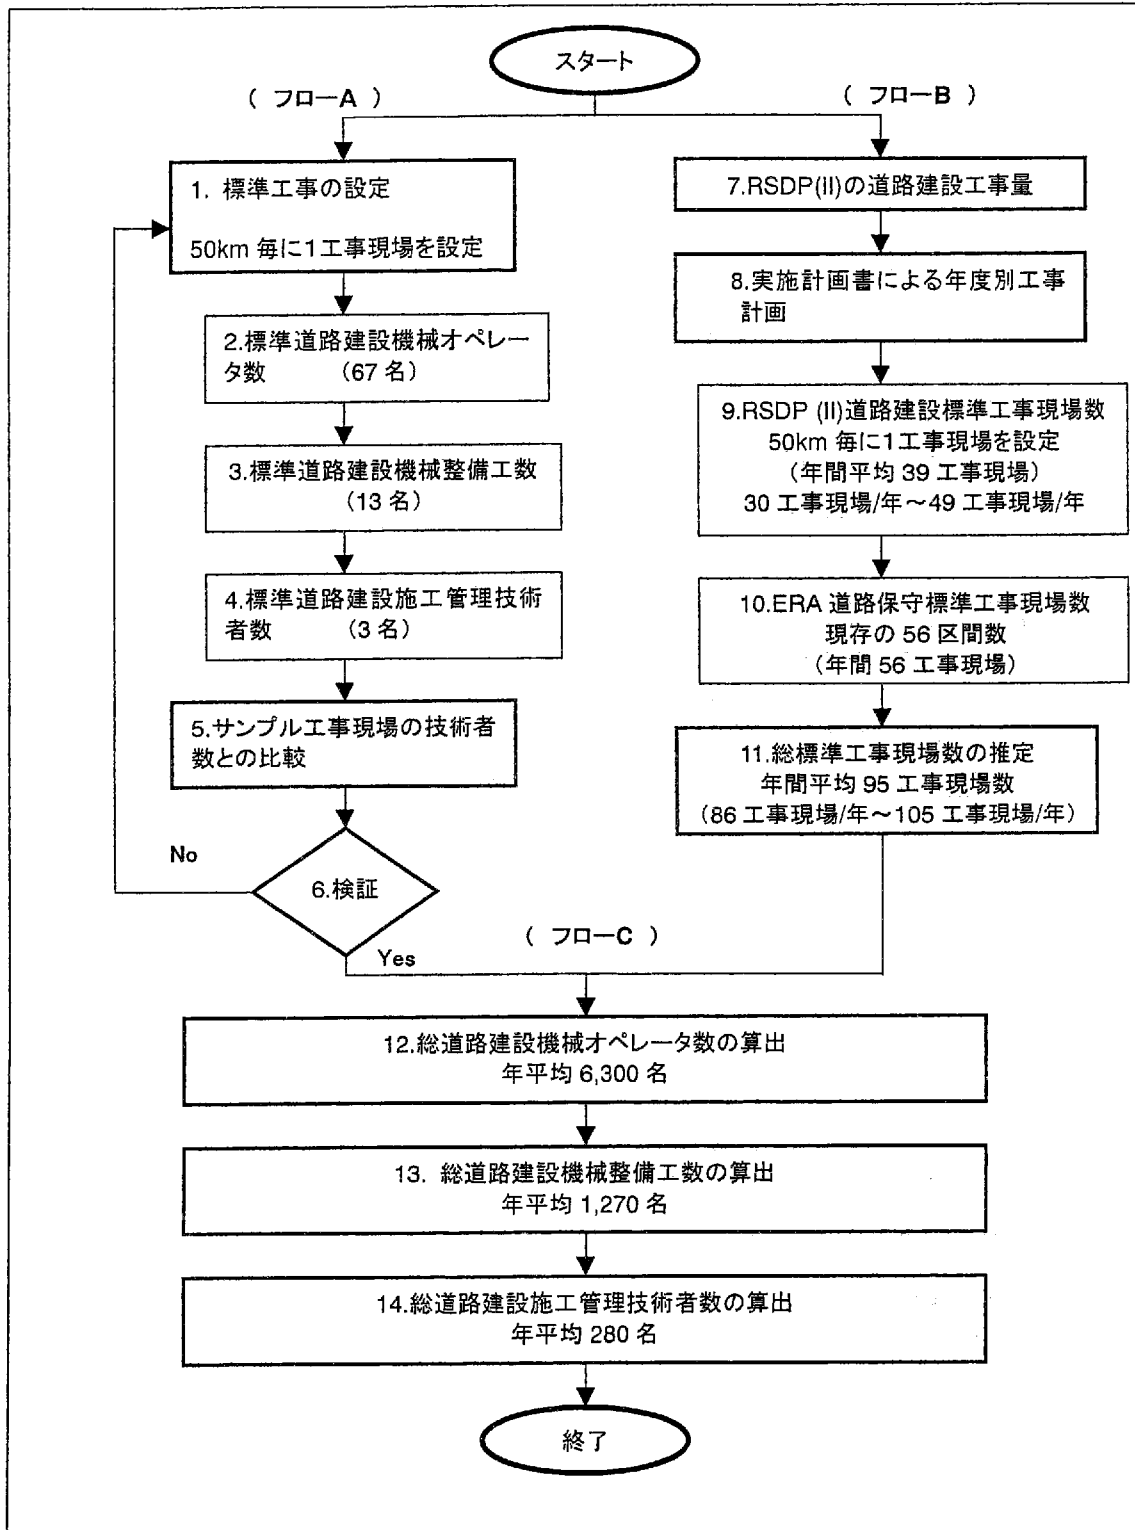 スタート
( フローA )
( フローB )
1. 標準工事の設定
50km 毎に1工事現場を設定
2.標準道路建設機械オペレー
タ数 (67 名)
3.標準道路建設機械整備工数
(13 名)
4.標準道路建設施工管理技術
者数 (3 名)
5.サンプル工事現場の技術者
数との比較
6.検証
No
Yes
7.RSDP(II)の道路建設工事量
8.実施計画書による年度別工事
計画
9.RSDP (II)道路建設標準工事現場数
50km 毎に1工事現場を設定
(年間平均 39 工事現場)
30 工事現場/年～49 工事現場/年
10.ERA 道路保守標準工事現場数
現存の 56 区間数
(年間 56 工事現場)
11.総標準工事現場数の推定
年間平均 95 工事現場数
(86 工事現場/年～105 工事現場/年)
( フローC )
12.総道路建設機械オペレータ数の算出
年平均 6,300 名
13. 総道路建設機械整備工数の算出
年平均 1,270 名
14.総道路建設施工管理技術者数の算出
年平均 280 名
終了